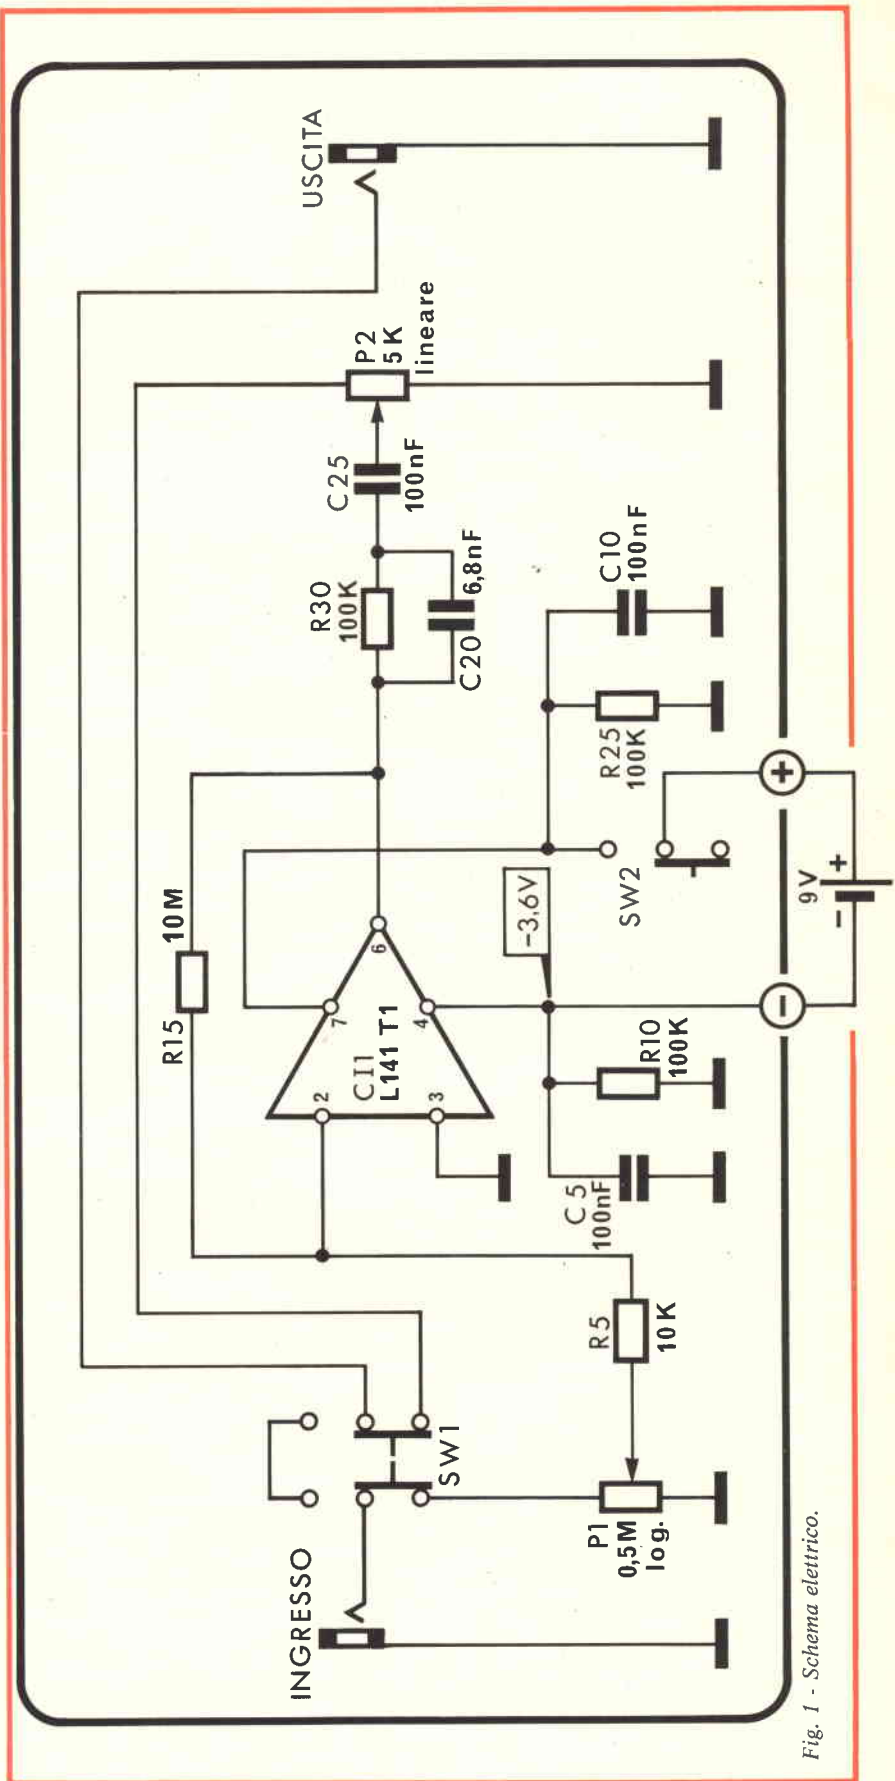 INGRESSO
SW1
P1
0,5M
log.
R5
10K
R15
10M
2
3
7
4
6
CI1
L141 T1
C5
100nF
R10
100K
-3,6V
SW2
-
+
-
+
9V
R25
100K
C10
100nF
R30
100K
C20
6,8nF
C25
100nF
P2
5K
lineare
USCITA
Fig. 1 - Schema elettrico.